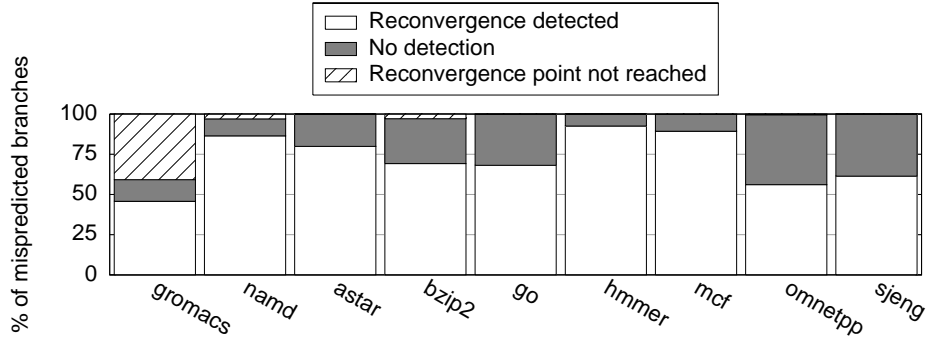 Reconvergence detected
No detection
Reconvergence point not reached
% of mispredicted branches
100
75
50
25
0
gromacs
namd
astar
bzip2
go
hmmer
mcf
omnetpp
sjeng